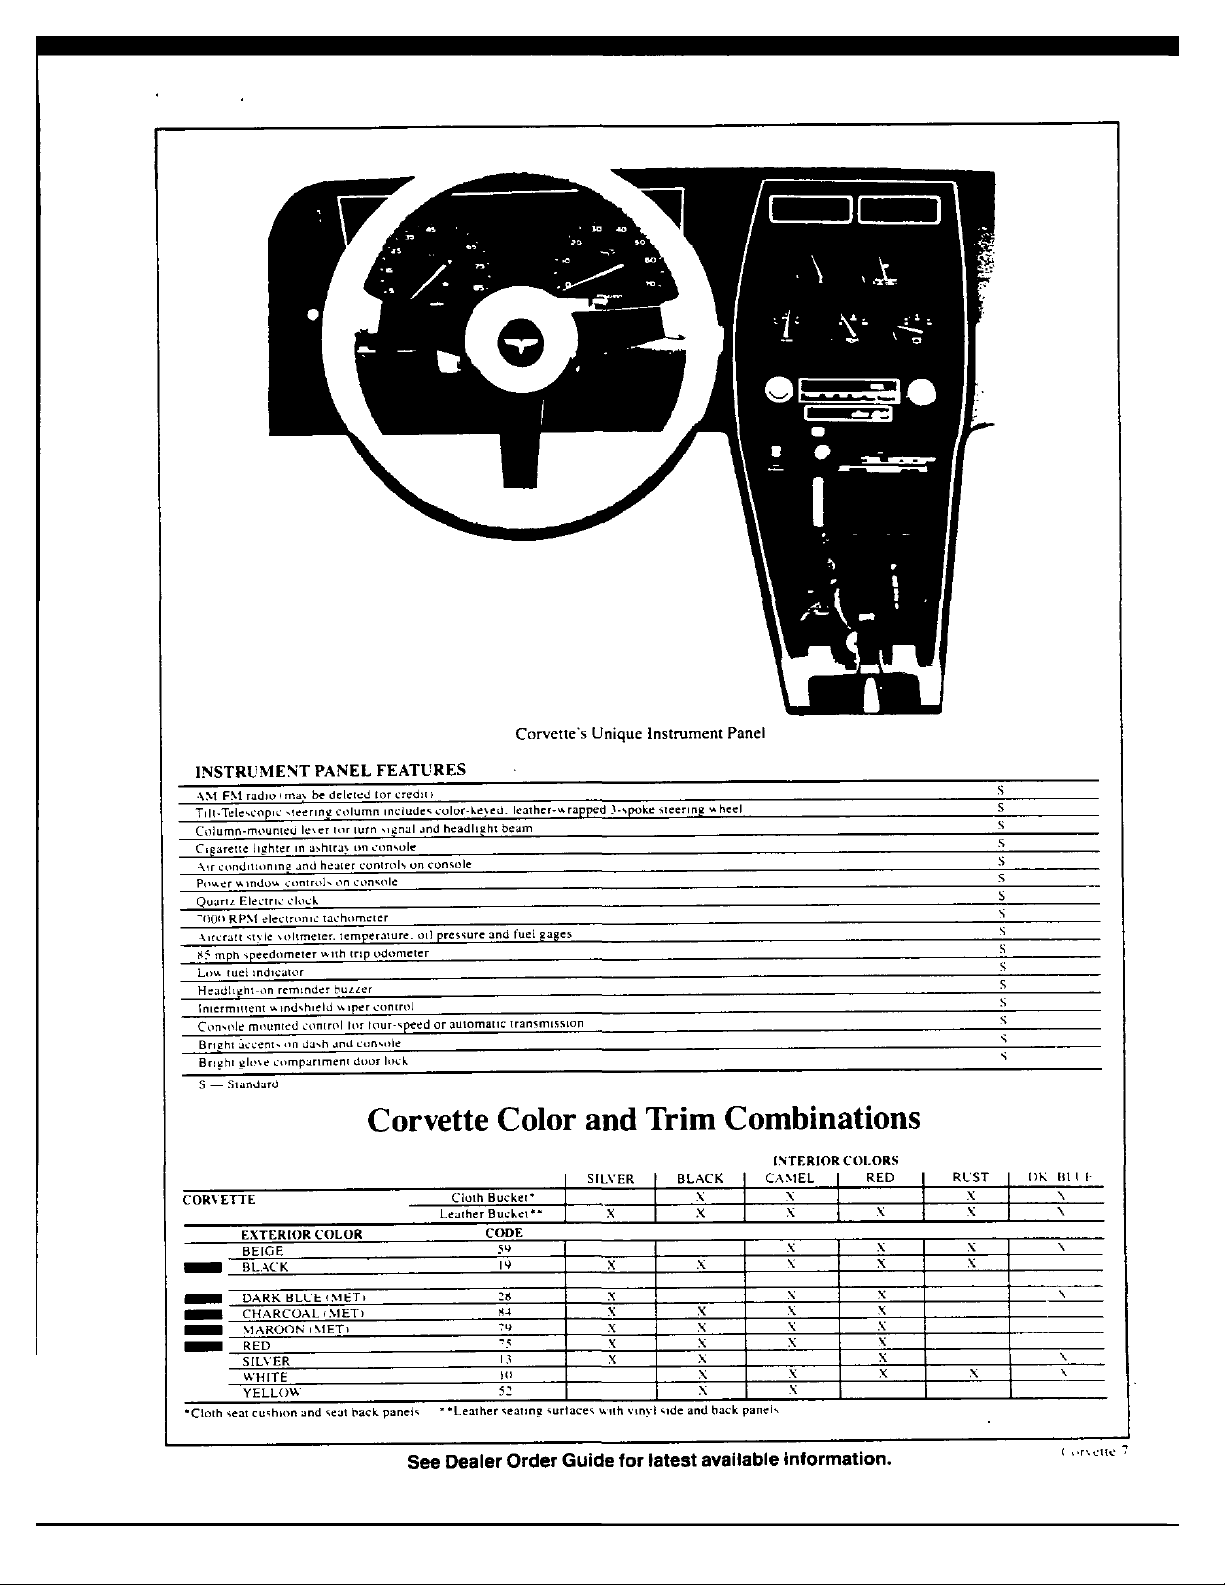 Corvette's Unique Instrument Panel
INSTRUMENT PANEL FEATURES
AM FM radio (may be deleted for credit) S
Tilt-Telescopic steering column includes color-keyed, leather-wrapped 3-spoke steering wheel S
Column-mounted lever for turn signal and headlight beam S
Cigarette lighter in ashtray on console S
Air conditioning and heater controls on console S
Power window controls on console S
Quartz Electric clock S
7000 RPM electronic tachometer S
Aircraft style voltmeter, temperature, oil pressure and fuel gages S
85 mph speedometer with trip odometer S
Low fuel indicator S
Headlight-on reminder buzzer S
Intermittent windshield wiper control S
Console mounted control for four-speed or automatic transmission S
Bright accents on dash and console S
Bright glove compartment door lock S
S — Standard
Corvette Color and Trim Combinations
INTERIOR COLORS
SILVER BLACK CAMEL RED RUST DK BLUE
CORVETTE Cloth Bucket* X X X X
Leather Bucket** X X X X X X
EXTERIOR COLOR CODE
BEIGE 59 X X X X
BLACK 19 X X X X X
DARK BLUE (MET) 28 X X X X
CHARCOAL (MET) 84 X X X X
MAROON (MET) 79 X X X X
RED 75 X X X X
SILVER 13 X X X X
WHITE 10 X X X X X
YELLOW 52 X X
*Cloth seat cushion and seat back panels **Leather seating surfaces with vinyl side and back panels
Corvette 7
See Dealer Order Guide for latest available information.